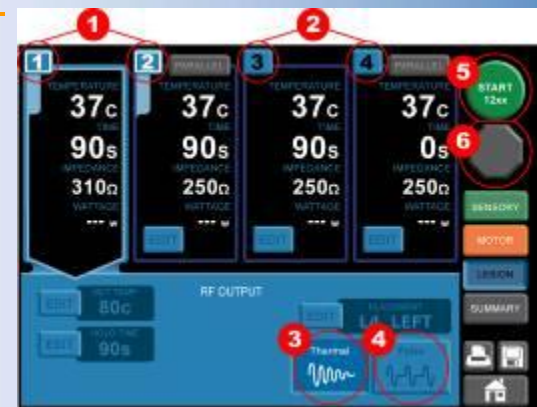 1
2
1
2
PARALLEL
3
4
PARALLEL
5
START
12xx
TEMPERATURE
TEMPERATURE
TEMPERATURE
TEMPERATURE
37c
37c
37c
37c
TIME
TIME
TIME
TIME
90s
90s
90s
0s
6
IMPEDANCE
IMPEDANCE
IMPEDANCE
IMPEDANCE
310Ω
250Ω
250Ω
250Ω
WATTAGE
WATTAGE
WATTAGE
WATTAGE
--- w
--- w
--- w
--- w
EDIT
EDIT
EDIT
SENSORY
MOTOR
LESION
SUMMARY
SET TEMP
EDIT
80c
HOLD TIME
EDIT
90s
RF OUTPUT
PLACEMENT
EDIT
L4 LEFT
3
4
Thermal
Pulse